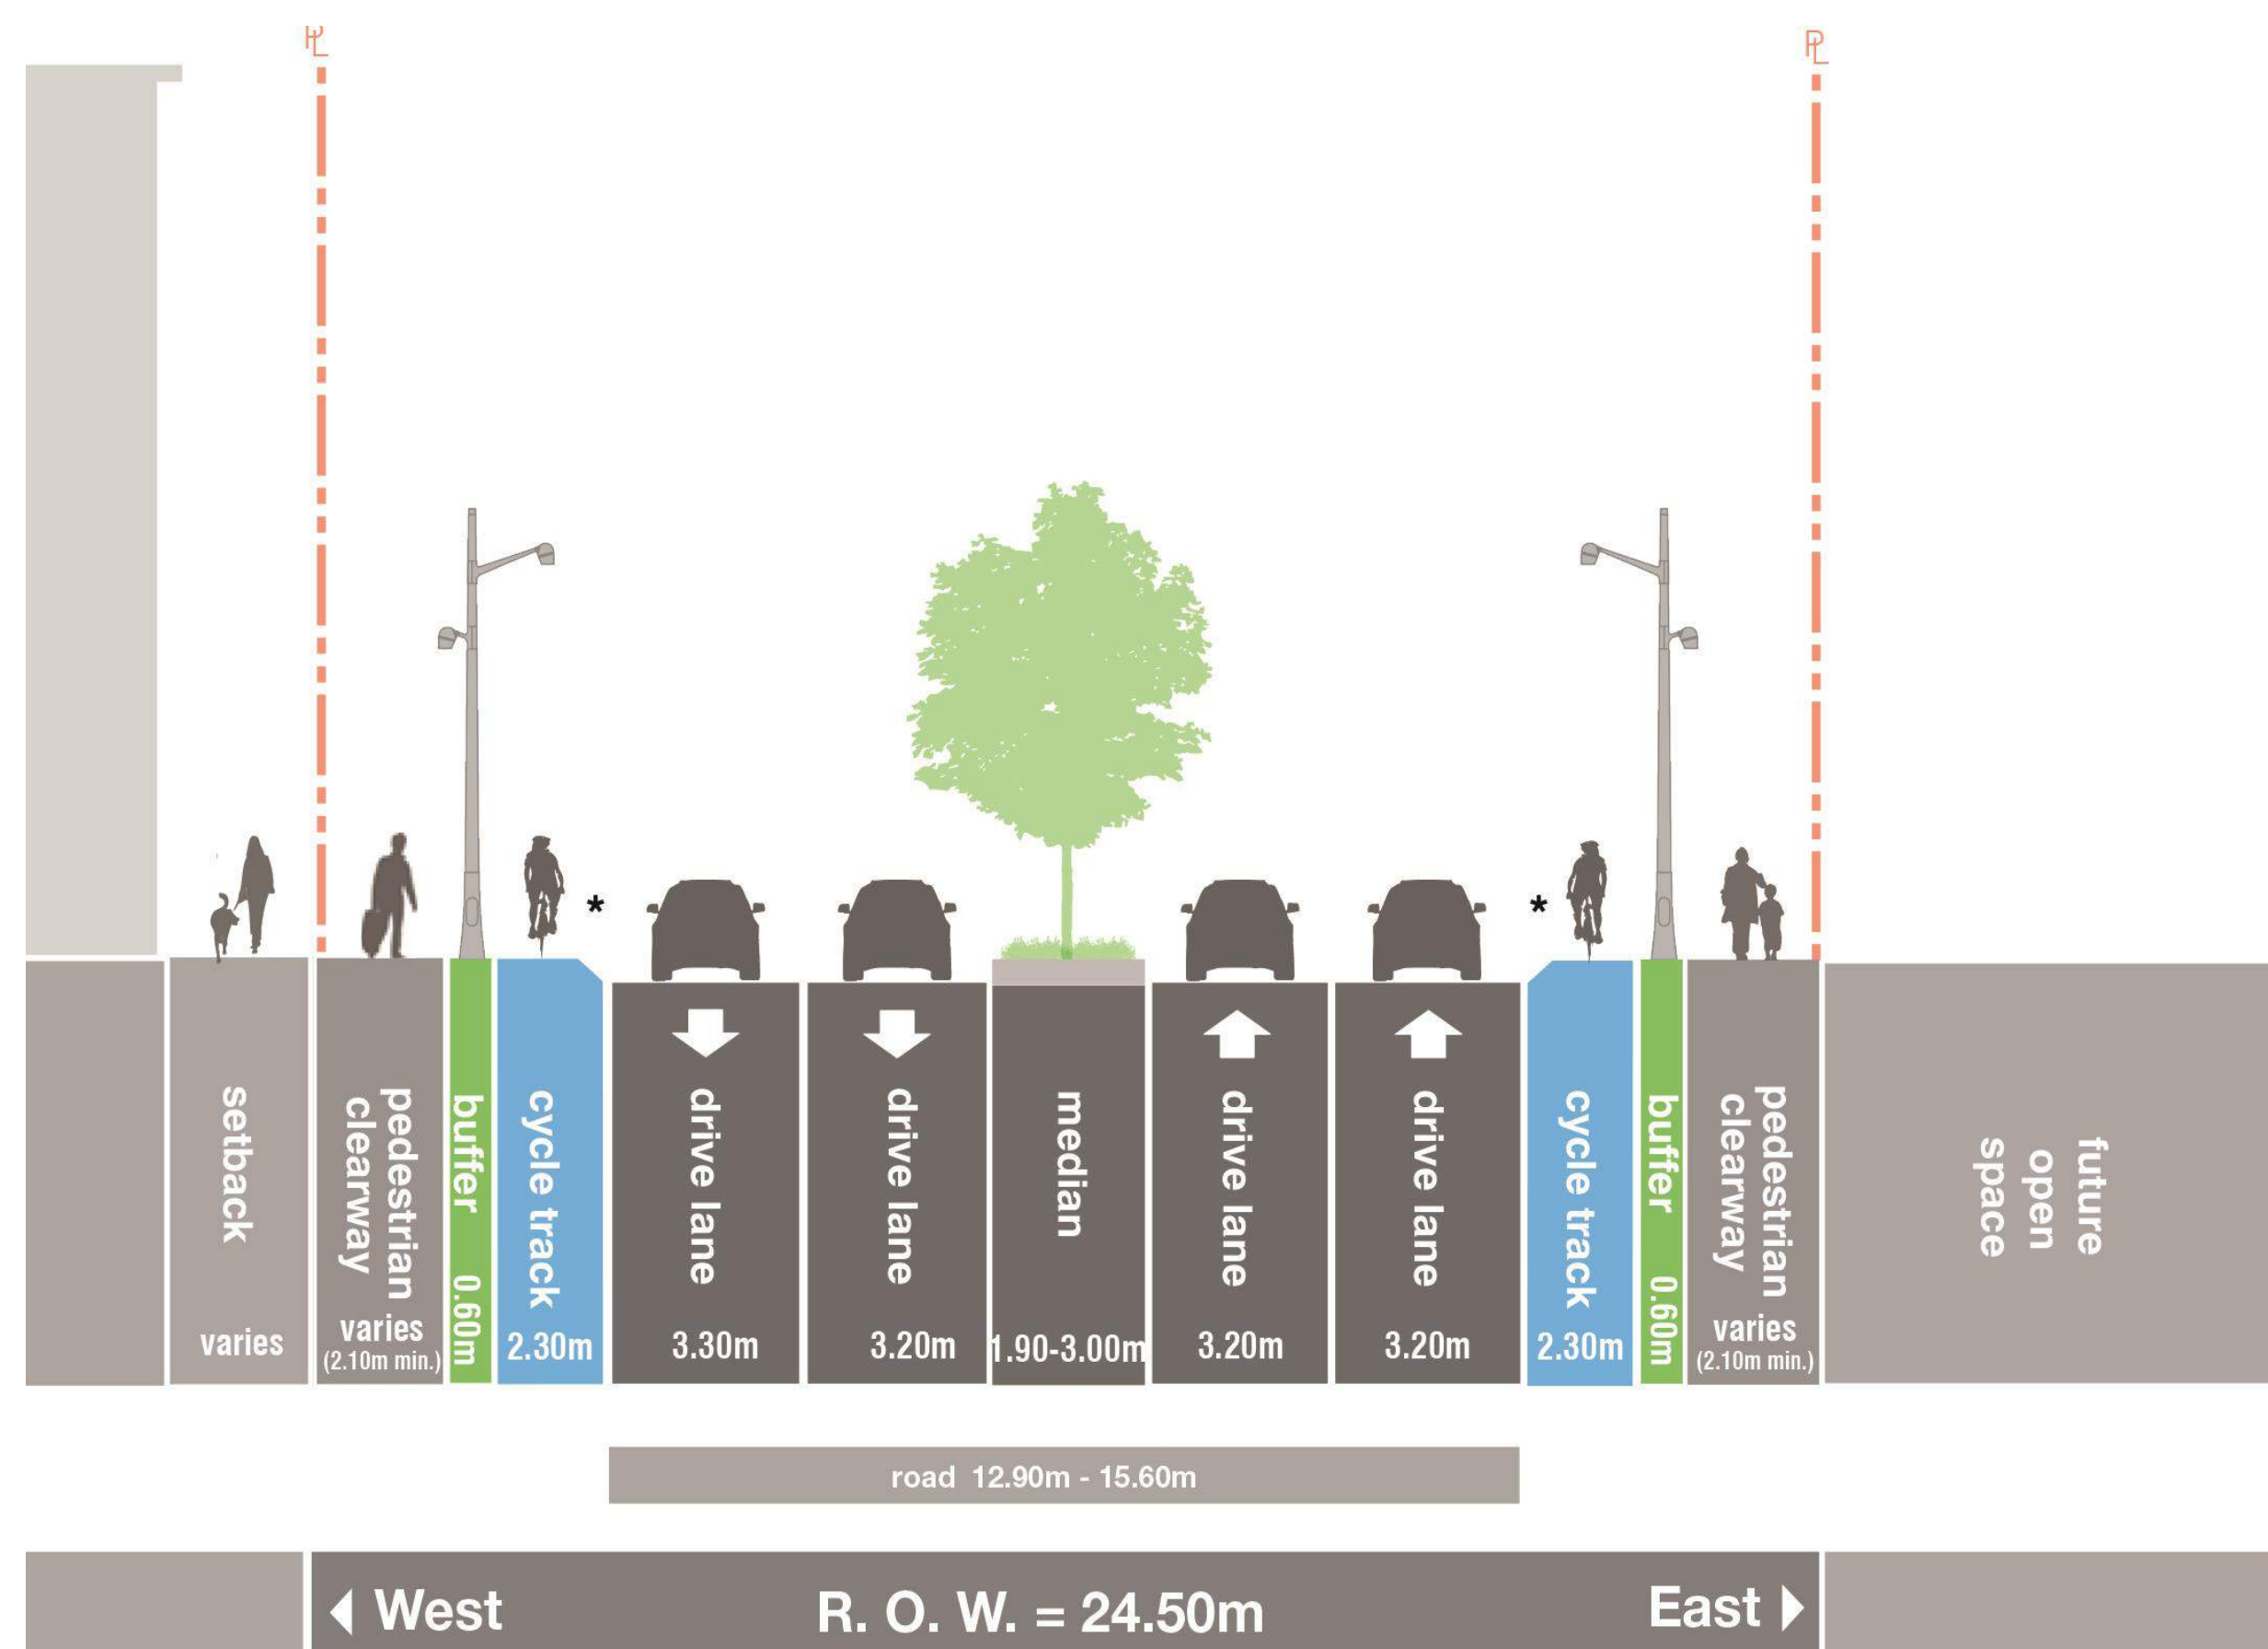 PL
PL
*
*
setback
varies
pedestrian
clearway
varies
(2.10m min.)
buffer 0.60m
cycle track
2.30m
drive lane
3.30m
drive lane
3.20m
median
1.90-3.00m
drive lane
3.20m
drive lane
3.20m
cycle track
2.30m
buffer 0.60m
pedestrian
clearway
varies
(2.10m min.)
future
open
space
road 12.90m - 15.60m
West
R. O. W. = 24.50m
East